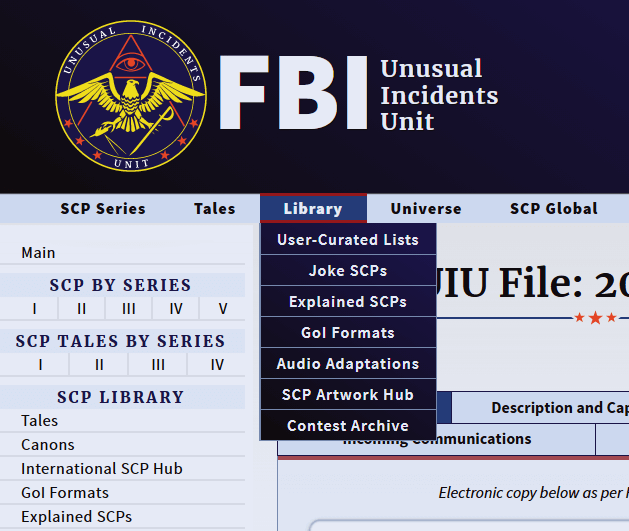 UNUSUAL INCIDENTS
UNIT
FBI
Unusual
Incidents
Unit
SCP Series Tales Library Universe SCP Global
User-Curated Lists
Joke SCPs
Explained SCPs
GoI Formats
Audio Adaptations
SCP Artwork Hub
Contest Archive
Main
SCP BY SERIES
I II III IV V
SCP TALES BY SERIES
I II III IV
SCP LIBRARY
Tales
Canons
International SCP Hub
GoI Formats
Explained SCPs
UIU File: 20
Description and Cap
Incoming Communications
Electronic copy below as per